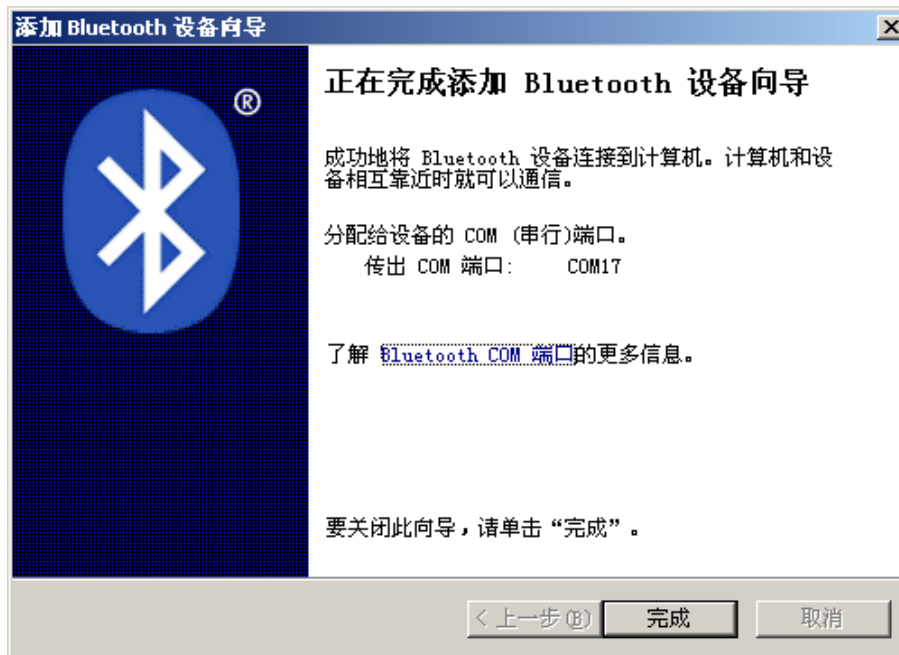 添加 Bluetooth 设备向导
®
正在完成添加 Bluetooth 设备向导
成功地将 Bluetooth 设备连接到计算机。计算机和设
备相互靠近时就可以通信。
分配给设备的 COM (串行)端口。
传出 COM 端口: COM17
了解 Bluetooth COM 端口的更多信息。
要关闭此向导，请单击“完成”。
< 上一步(B) 完成 取消